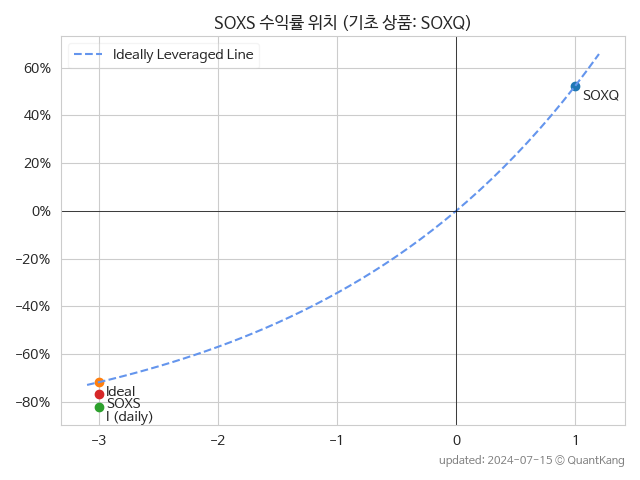 SOXS 수익률 위치 (기초 상품: SOXQ)
Ideally Leveraged Line
60%
40%
20%
0%
−20%
−40%
−60%
−80%
SOXQ
Ideal
SOXS
I (daily)
−3
−2
−1
0
1
updated: 2024-07-15 © QuantKang